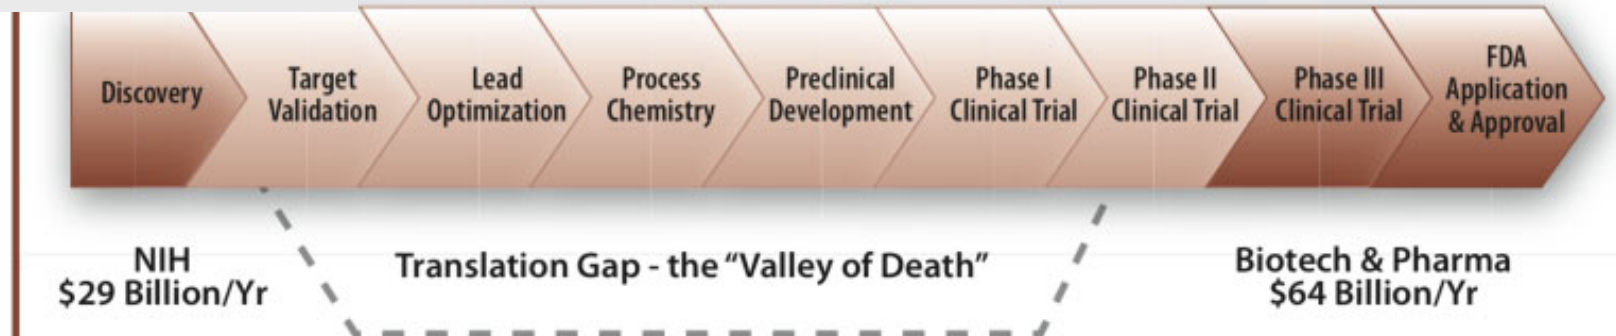 Discovery
Target
Validation
Lead
Optimization
Process
Chemistry
Preclinical
Development
Phase I
Clinical Trial
Phase II
Clinical Trial
Phase III
Clinical Trial
FDA
Application
& Approval
NIH
$29 Billion/Yr
Translation Gap - the “Valley of Death”
Biotech & Pharma
$64 Billion/Yr